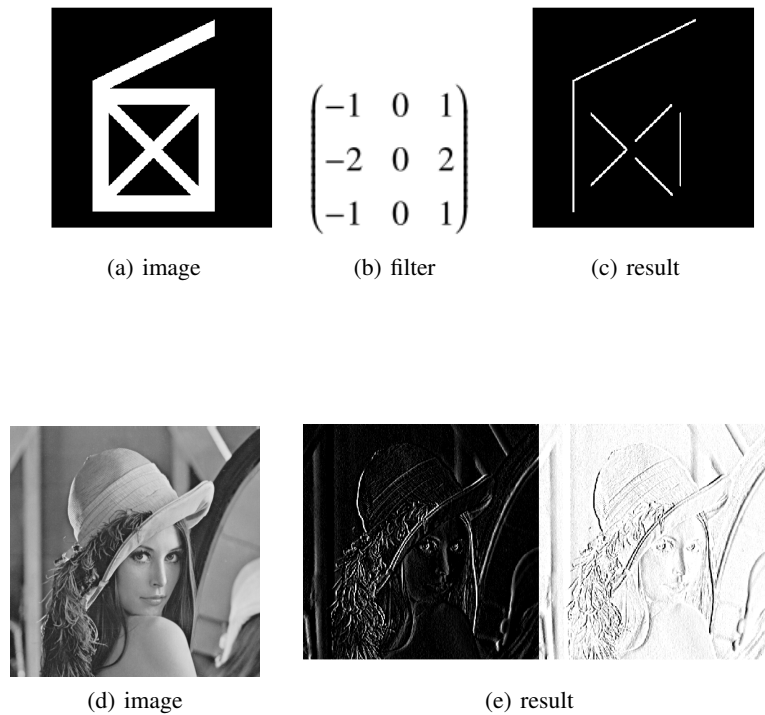 −1 0 1
−2 0 2
−1 0 1
(a) image (b) filter (c) result
(d) image (e) result